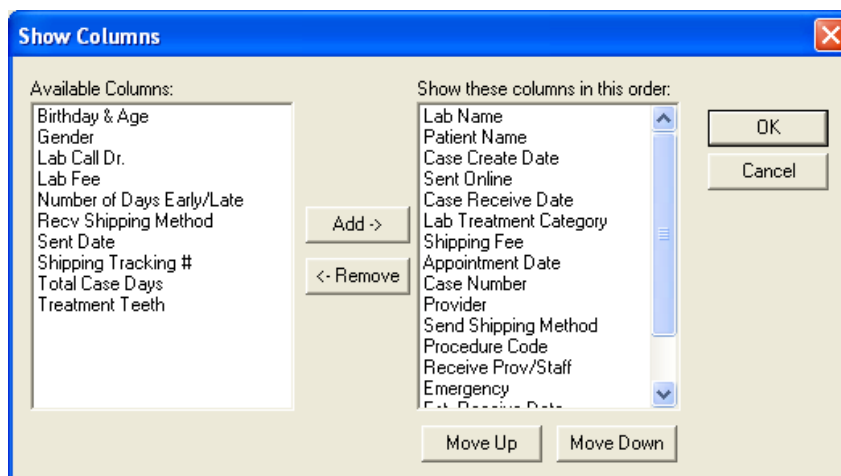 Show Columns
Available Columns:
Birthday & Age
Gender
Lab Call Dr.
Lab Fee
Number of Days Early/Late
Recv Shipping Method
Sent Date
Shipping Tracking #
Total Case Days
Treatment Teeth
Add ->
<- Remove
Show these columns in this order:
Lab Name
Patient Name
Case Create Date
Sent Online
Case Receive Date
Lab Treatment Category
Shipping Fee
Appointment Date
Case Number
Provider
Send Shipping Method
Procedure Code
Receive Prov/Staff
Emergency
Est. Receive Date
Move Up
Move Down
OK
Cancel